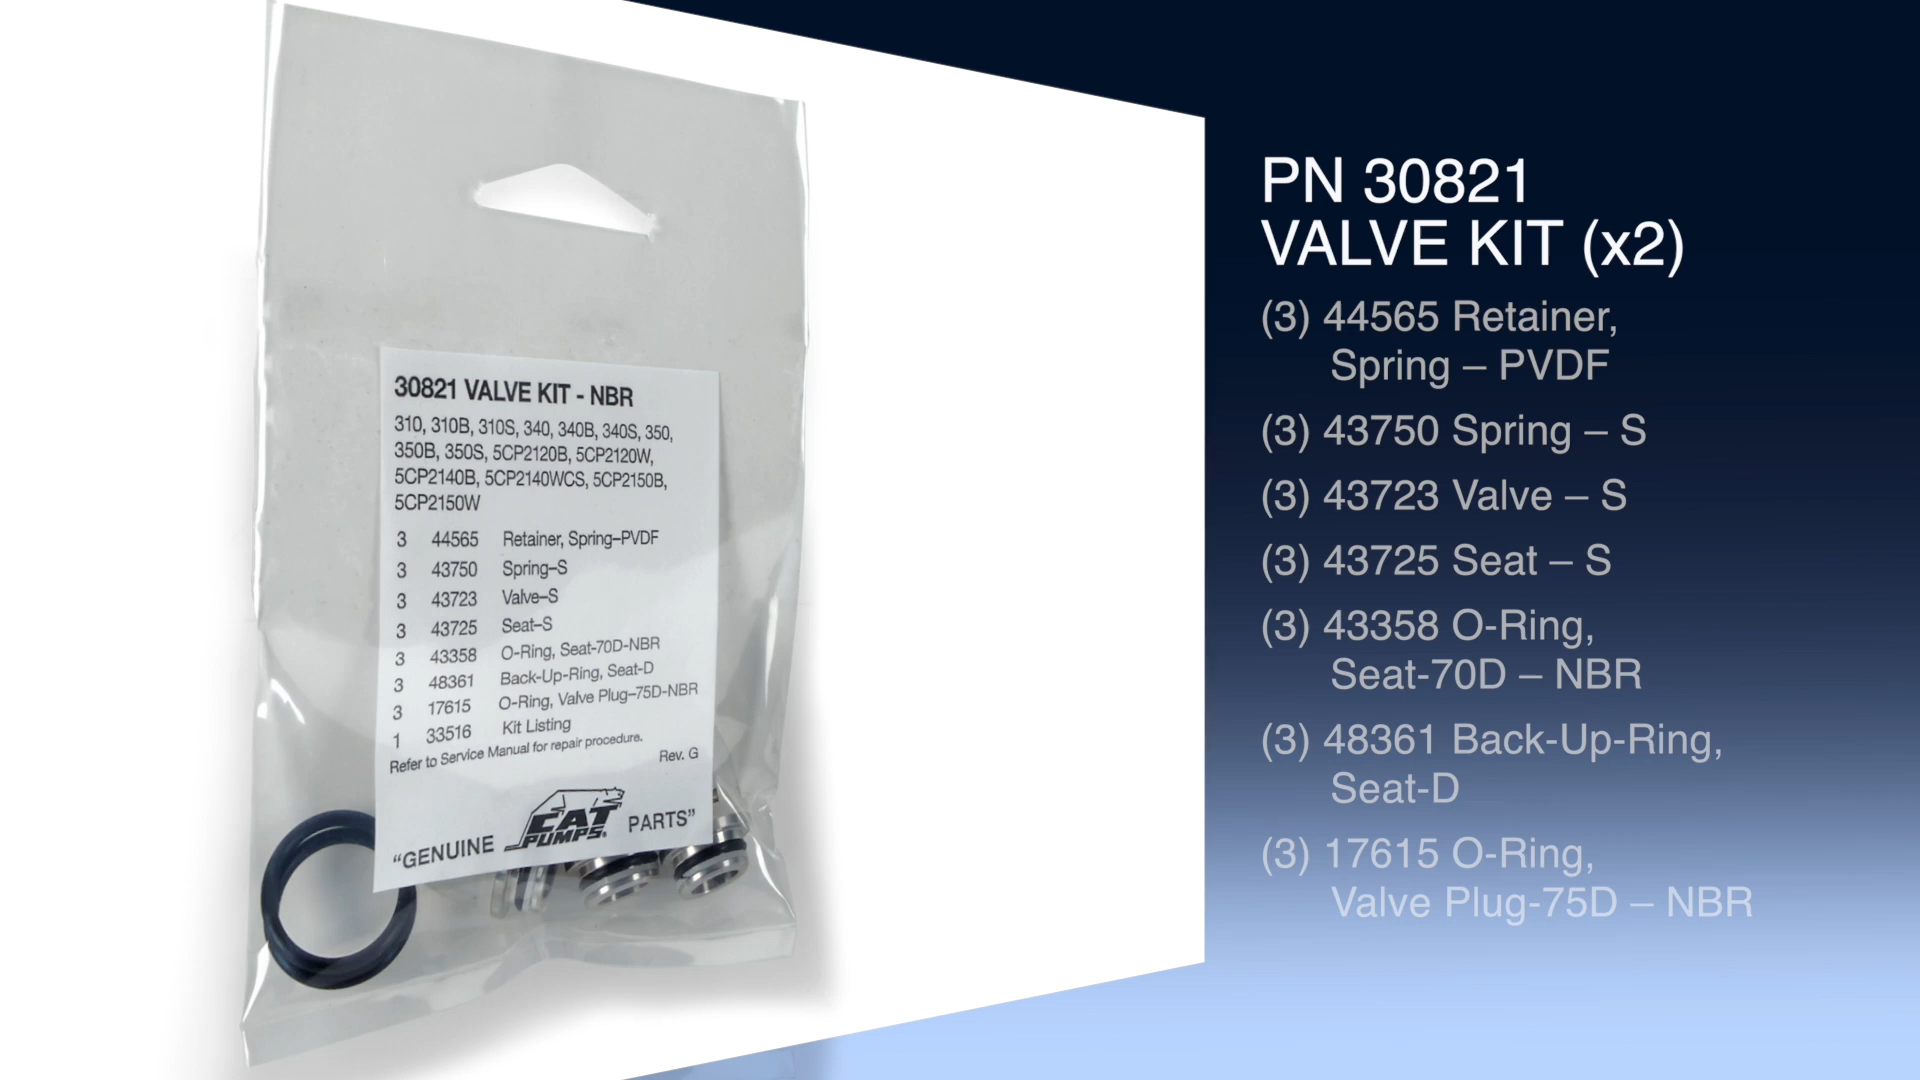 30821 VALVE KIT - NBR
310, 310B, 310S, 340, 340B, 340S, 350,
350B, 350S, 5CP2120B, 5CP2120W,
5CP2140B, 5CP2140WCS, 5CP2150B,
5CP2150W
3 44565 Retainer, Spring–PVDF
3 43750 Spring–S
3 43723 Valve–S
3 43725 Seat–S
3 43358 O-Ring, Seat-70D-NBR
3 48361 Back-Up-Ring, Seat-D
3 17615 O-Ring, Valve Plug–75D-NBR
1 33516 Kit Listing
Refer to Service Manual for repair procedure.
Rev. G
“GENUINE CAT PUMPS® PARTS”
PN 30821
VALVE KIT (x2)
(3) 44565 Retainer,
Spring – PVDF
(3) 43750 Spring – S
(3) 43723 Valve – S
(3) 43725 Seat – S
(3) 43358 O-Ring,
Seat-70D – NBR
(3) 48361 Back-Up-Ring,
Seat-D
(3) 17615 O-Ring,
Valve Plug-75D – NBR